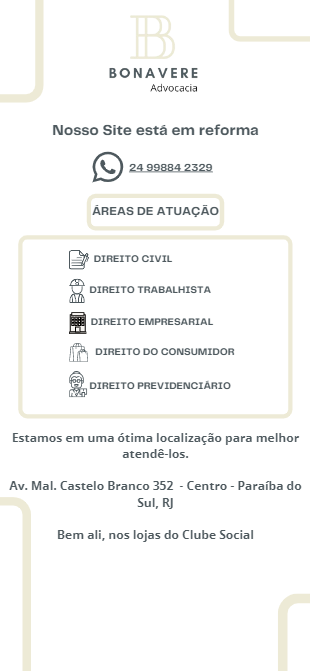 B
BONAVERE
Advocacia
Nosso Site está em reforma
24 99884 2329
ÁREAS DE ATUAÇÃO
DIREITO CIVIL
DIREITO TRABALHISTA
DIREITO EMPRESARIAL
DIREITO DO CONSUMIDOR
DIREITO PREVIDENCIÁRIO
Estamos em uma ótima localização para melhor
atendê-los.
Av. Mal. Castelo Branco 352 - Centro - Paraíba do
Sul, RJ
Bem ali, nos lojas do Clube Social